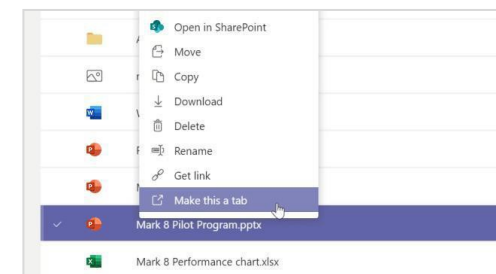 Open in SharePoint
Move
Copy
Download
Delete
Rename
Get link
Make this a tab
Mark 8 Pilot Program.pptx
Mark 8 Performance chart.xlsx